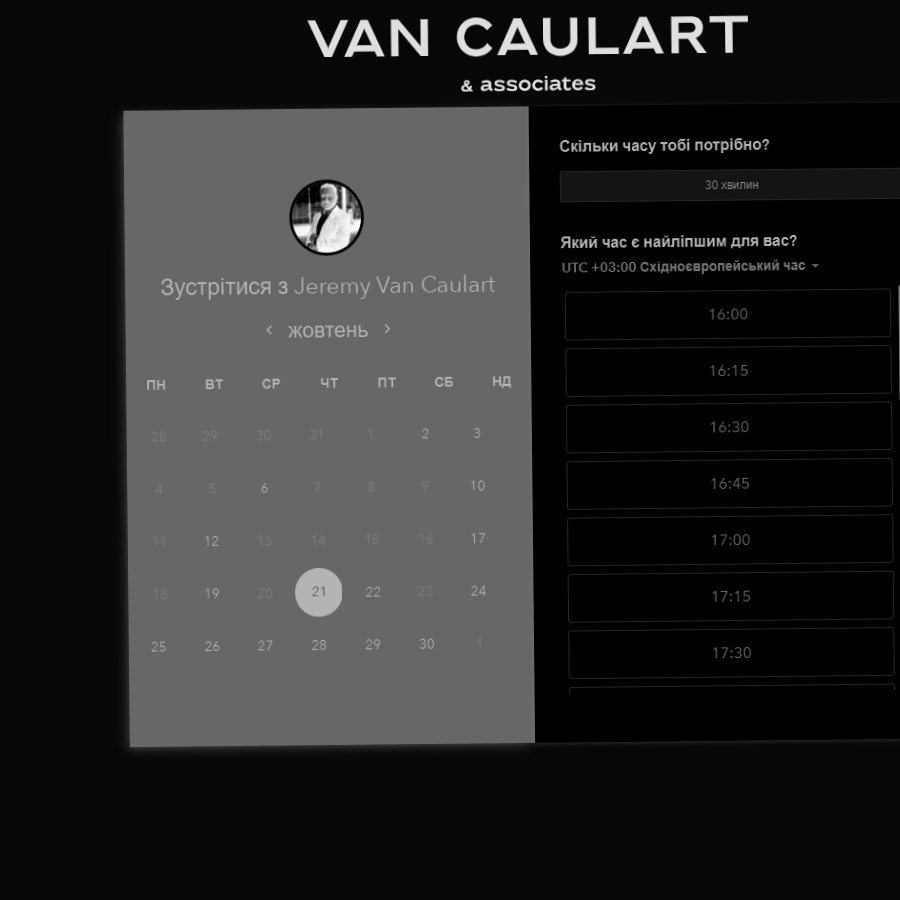 VAN CAULART
& associates
Зустрітися з Jeremy Van Caulart
жовтень
ПН ВТ СР ЧТ ПТ СБ НД
28 29 30 31 1 2 3
4 5 6 7 8 9 10
11 12 13 14 15 16 17
18 19 20 21 22 23 24
25 26 27 28 29 30 1
Скільки часу тобі потрібно?
30 хвилин
Який час є найліпшим для вас?
UTC +03:00 Східноєвропейський час
16:00
16:15
16:30
16:45
17:00
17:15
17:30